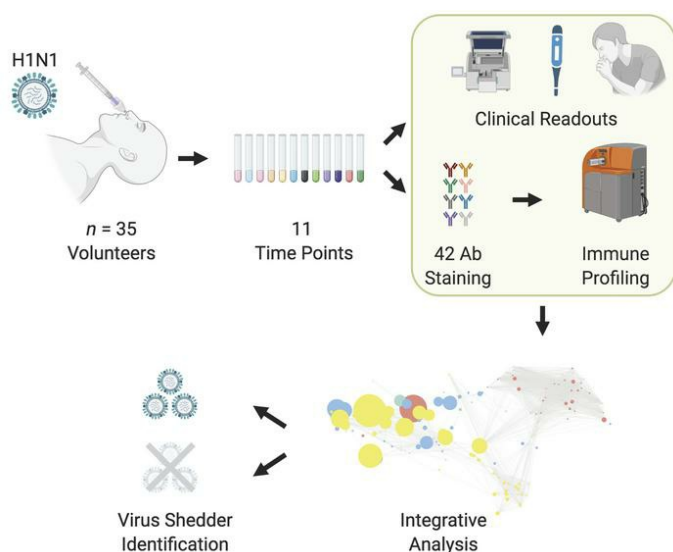 H1N1
n = 35
Volunteers
11
Time Points
Clinical Readouts
42 Ab
Staining
Immune
Profiling
Virus Shedder
Identification
Integrative
Analysis